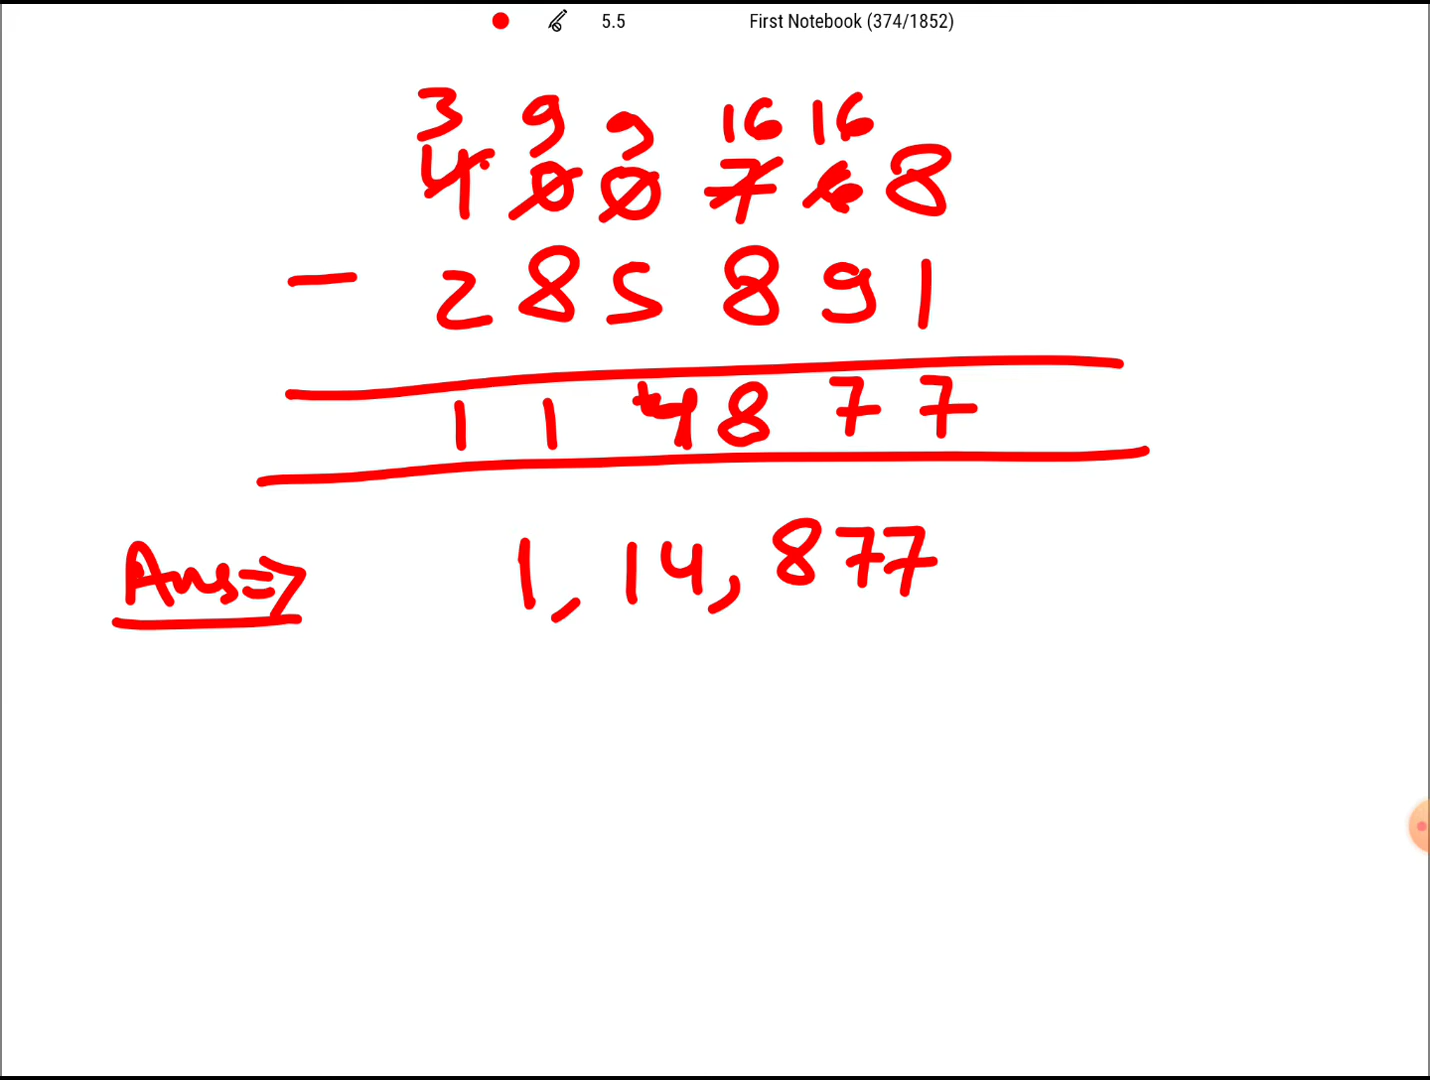 5.5 First Notebook (374/1852)
3 9 9 16 16
4 0 0 7 6 8
- 2 8 5 8 9 1
1 1 4 8 7 7
Ans => 1, 14, 877